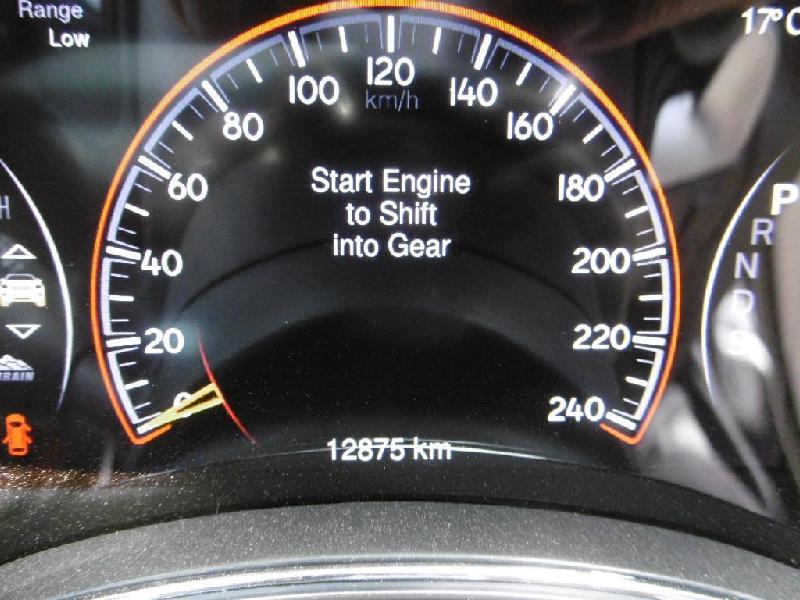 Range
Low
17°C
0
20
40
60
80
100
120
140
160
180
200
220
240
km/h
Start Engine
to Shift
into Gear
12875 km
H
P
R
N
D
S